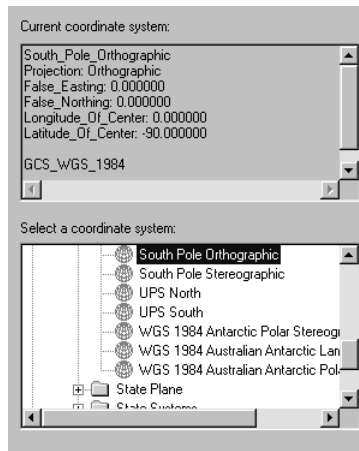 Current coordinate system:
South_Pole_Orthographic
Projection: Orthographic
False_Easting: 0.000000
False_Northing: 0.000000
Longitude_Of_Center: 0.000000
Latitude_Of_Center: -90.000000
GCS_WGS_1984
Select a coordinate system:
South Pole Orthographic
South Pole Stereographic
UPS North
UPS South
WGS 1984 Antarctic Polar Stereogr
WGS 1984 Australian Antarctic Lan
WGS 1984 Australian Antarctic Pol
State Plane
State Systems